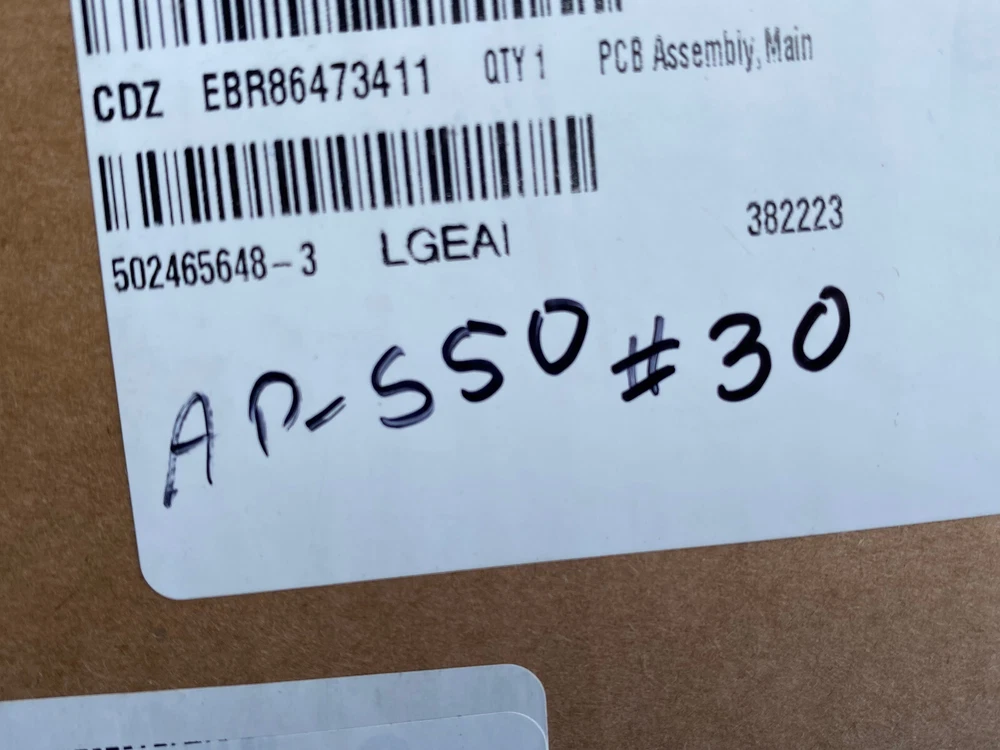 CDZ EBR86473411 QTY 1 PCB Assembly, Main
502465648-3 LGEAI 382223
AP-550 #30